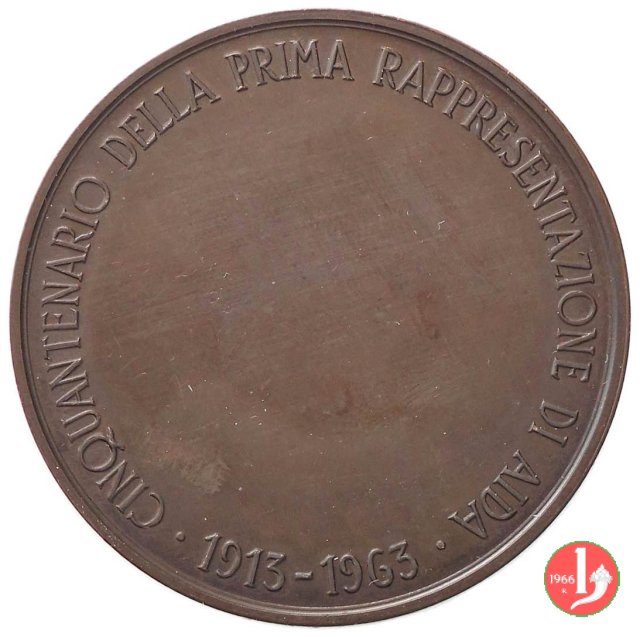 CINQUANTENARIO DELLA PRIMA RAPPRESENTAZIONE DI AIDA
· 1913-1963 ·
1966